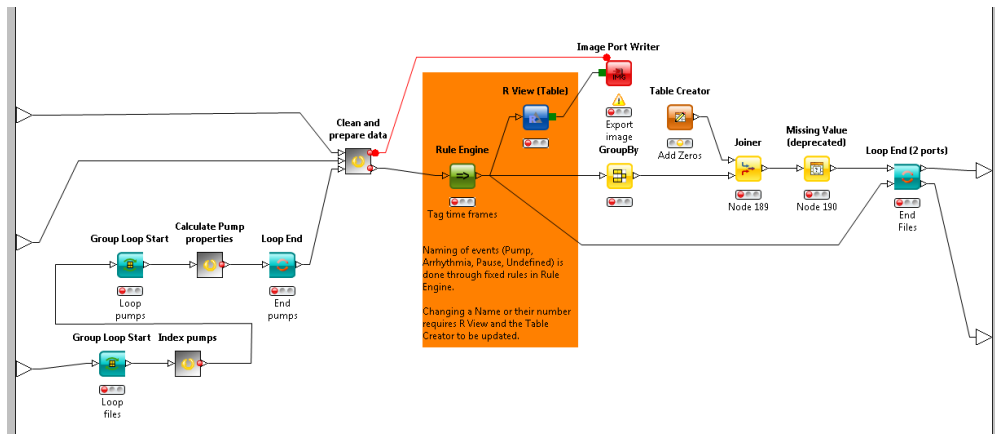 Image Port Writer
Export
image
R View (Table)
Table Creator
Add Zeros
Clean and
prepare data
Rule Engine
Tag time frames
GroupBy
Joiner
Node 189
Missing Value
(deprecated)
Node 190
Loop End (2 ports)
End
Files
Naming of events (Pump,
Arrhythmia, Pause, Undefined) is
done through fixed rules in Rule
Engine.
Changing a Name or their number
requires R View and the Table
Creator to be updated.
Group Loop Start
Loop
pumps
Calculate Pump
properties
Loop End
End
pumps
Group Loop Start
Loop
files
Index pumps